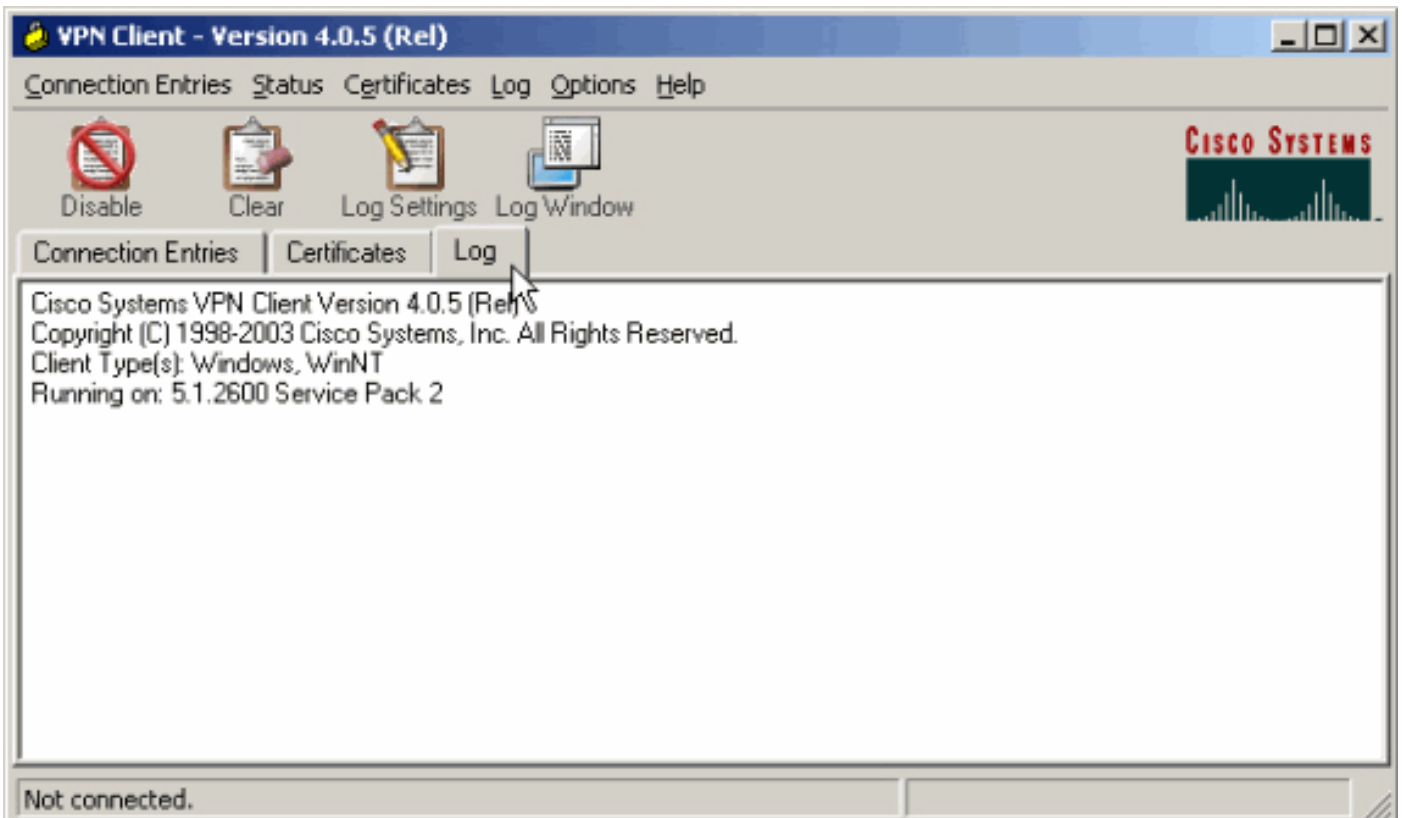 VPN Client - Version 4.0.5 (Rel)
Connection Entries Status Certificates Log Options Help
Disable Clear Log Settings Log Window
CISCO SYSTEMS
Connection Entries Certificates Log
Cisco Systems VPN Client Version 4.0.5 (Rel)
Copyright (C) 1998-2003 Cisco Systems, Inc. All Rights Reserved.
Client Type(s): Windows, WinNT
Running on: 5.1.2600 Service Pack 2
Not connected.